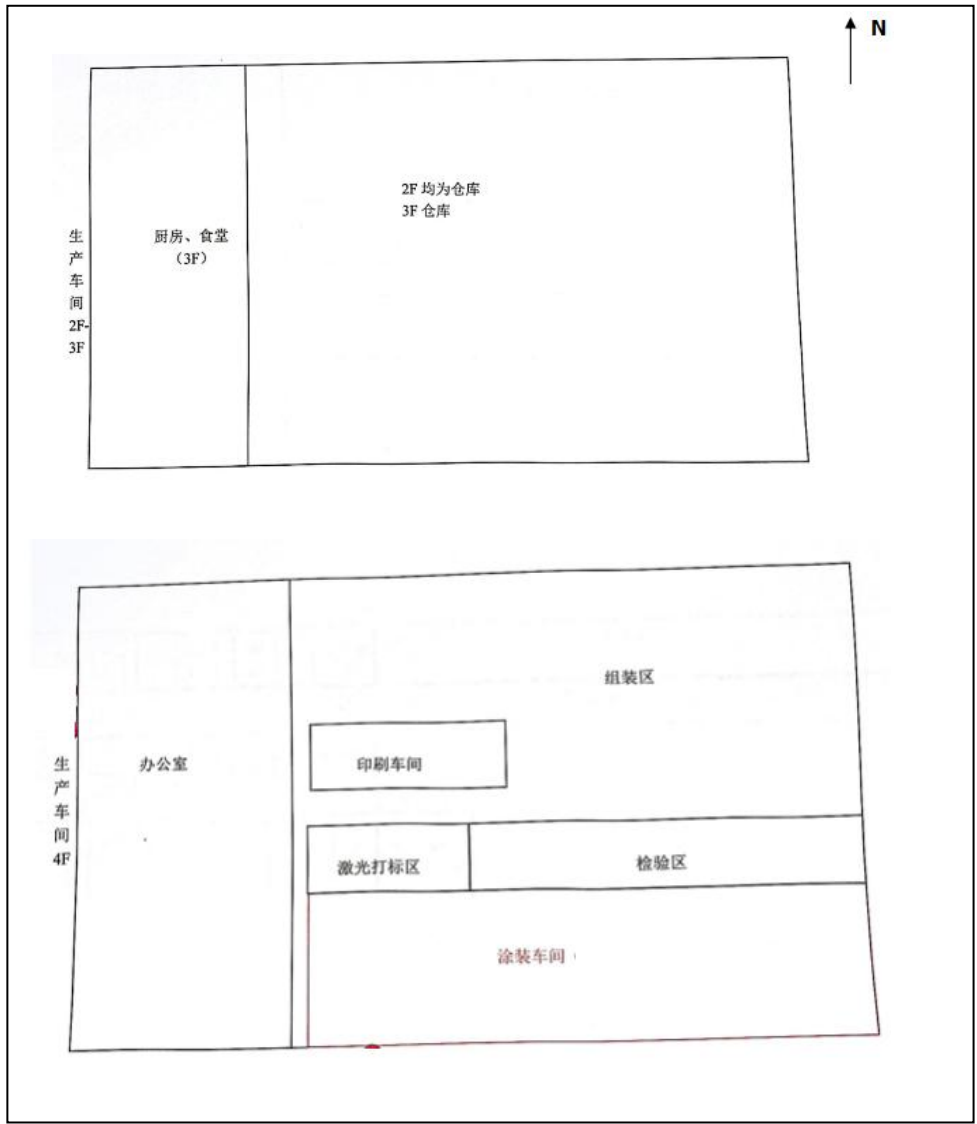 N
2F 均为仓库
3F 仓库
厨房、食堂
（3F）
生
产
车
间
2F-
3F
组装区
印刷车间
办公室
生
产
车
间
4F
激光打标区
检验区
涂装车间